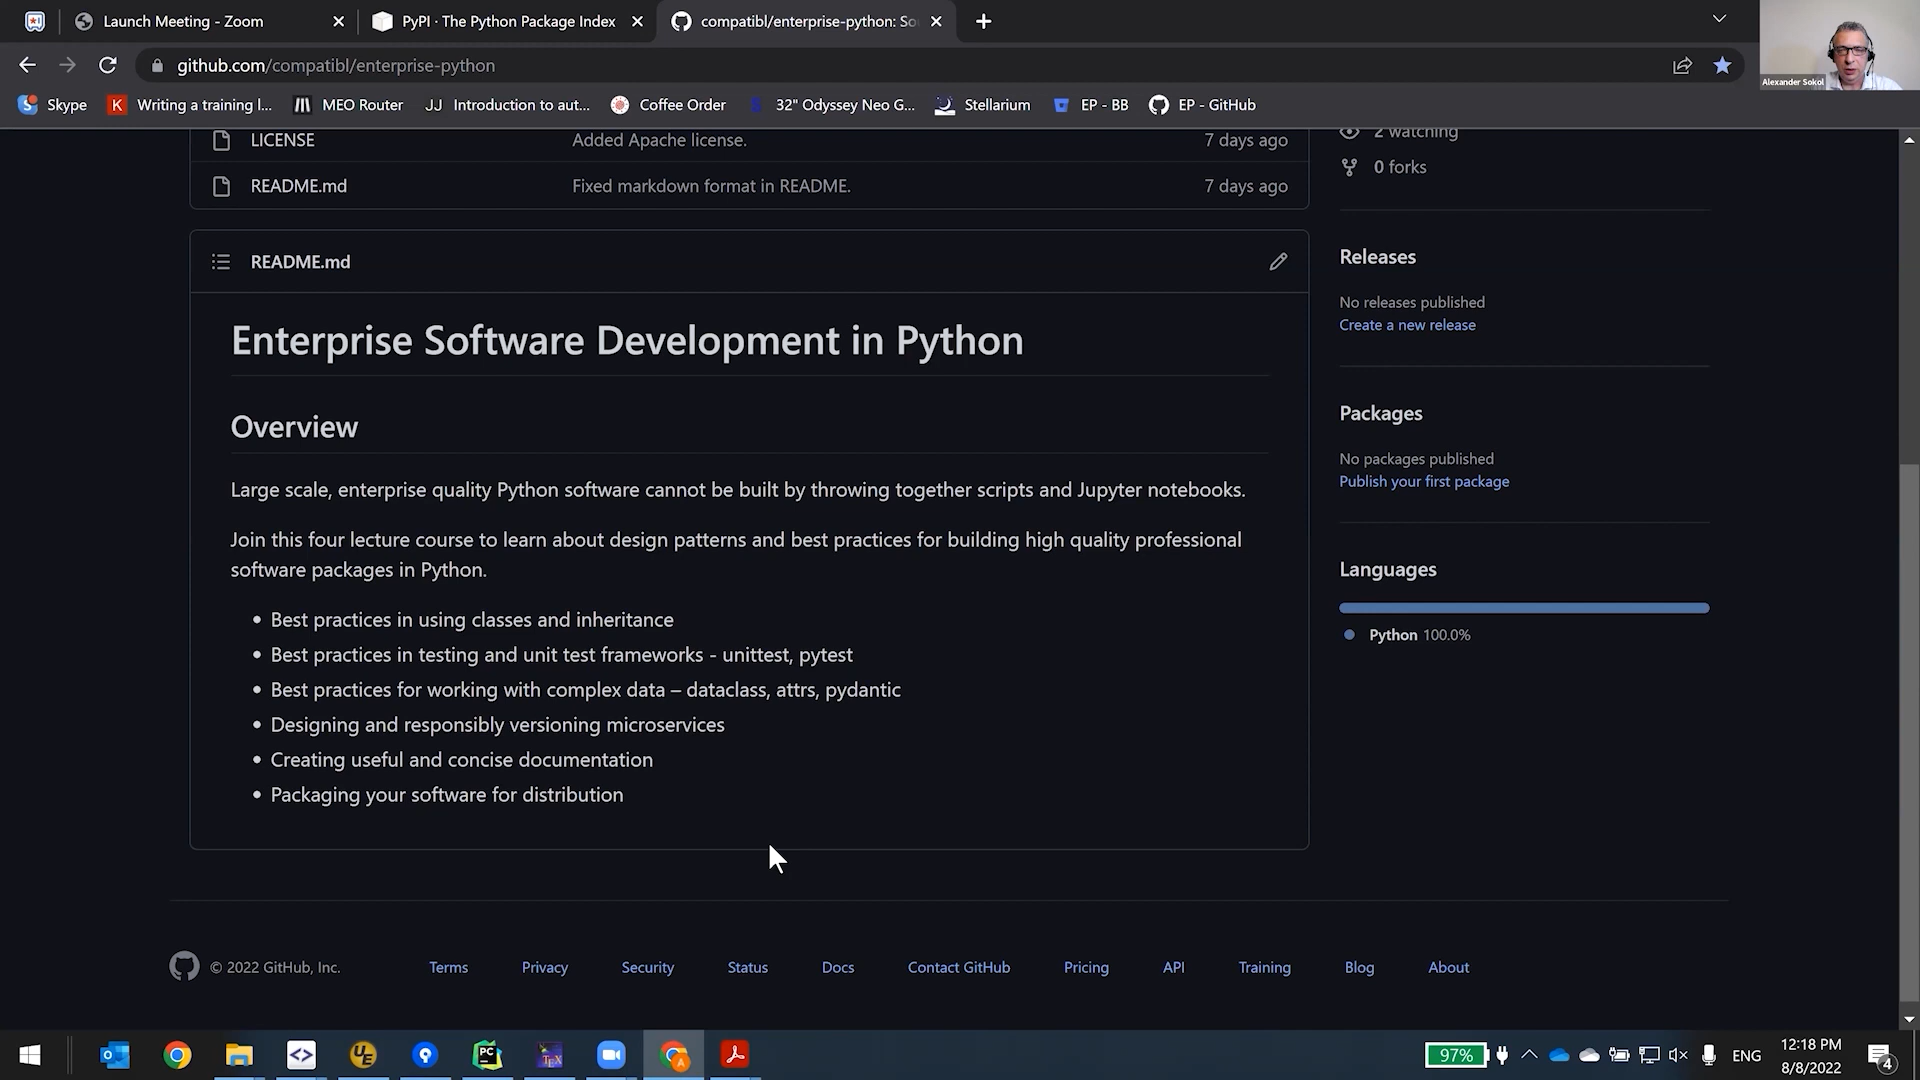 Launch Meeting - Zoom
PyPI · The Python Package Index
compatibl/enterprise-python: So
github.com/compatibl/enterprise-python
Alexander Sokol
Skype
Writing a training l...
MEO Router
JJ Introduction to aut...
Coffee Order
32" Odyssey Neo G...
Stellarium
EP - BB
EP - GitHub
LICENSE Added Apache license. 7 days ago
README.md Fixed markdown format in README. 7 days ago
README.md
Enterprise Software Development in Python
Overview
Large scale, enterprise quality Python software cannot be built by throwing together scripts and Jupyter notebooks.
Join this four lecture course to learn about design patterns and best practices for building high quality professional
software packages in Python.
• Best practices in using classes and inheritance
• Best practices in testing and unit test frameworks - unittest, pytest
• Best practices for working with complex data – dataclass, attrs, pydantic
• Designing and responsibly versioning microservices
• Creating useful and concise documentation
• Packaging your software for distribution
2 watching
0 forks
Releases
No releases published
Create a new release
Packages
No packages published
Publish your first package
Languages
Python 100.0%
© 2022 GitHub, Inc.
Terms
Privacy
Security
Status
Docs
Contact GitHub
Pricing
API
Training
Blog
About
97%
ENG
12:18 PM
8/8/2022
4